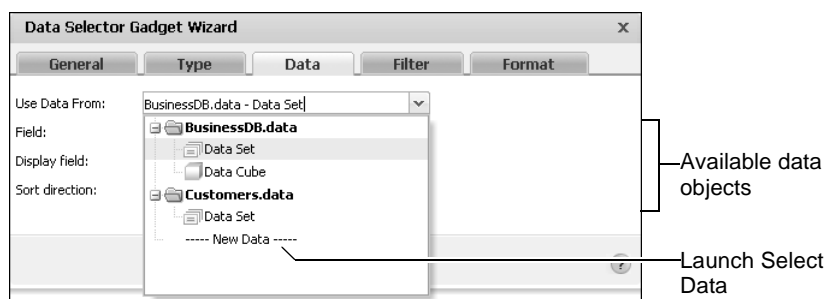 Data Selector Gadget Wizard x
General Type Data Filter Format
Use Data From: BusinessDB.data - Data Set
Field: BusinessDB.data
Data Set
Display field: Data Cube
Sort direction: Customers.data
Data Set
----- New Data -----
?
Available data
objects
Launch Select
Data